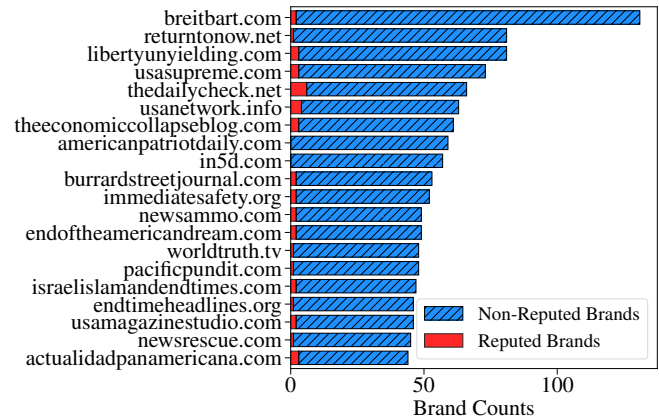 breitbart.com
returntonow.net
libertyunyielding.com
usasupreme.com
thedailycheck.net
usanetwork.info
theeconomiccollapseblog.com
americanpatriotdaily.com
in5d.com
burrardstreetjournal.com
immediatesafety.org
newsammo.com
endoftheamericandream.com
worldtruth.tv
pacificpundit.com
israelislamandendtimes.com
endtimeheadlines.org
usamagazinestudio.com
newsrescue.com
actualidadpanamericana.com
Non-Reputed Brands
Reputed Brands
0 50 100
Brand Counts